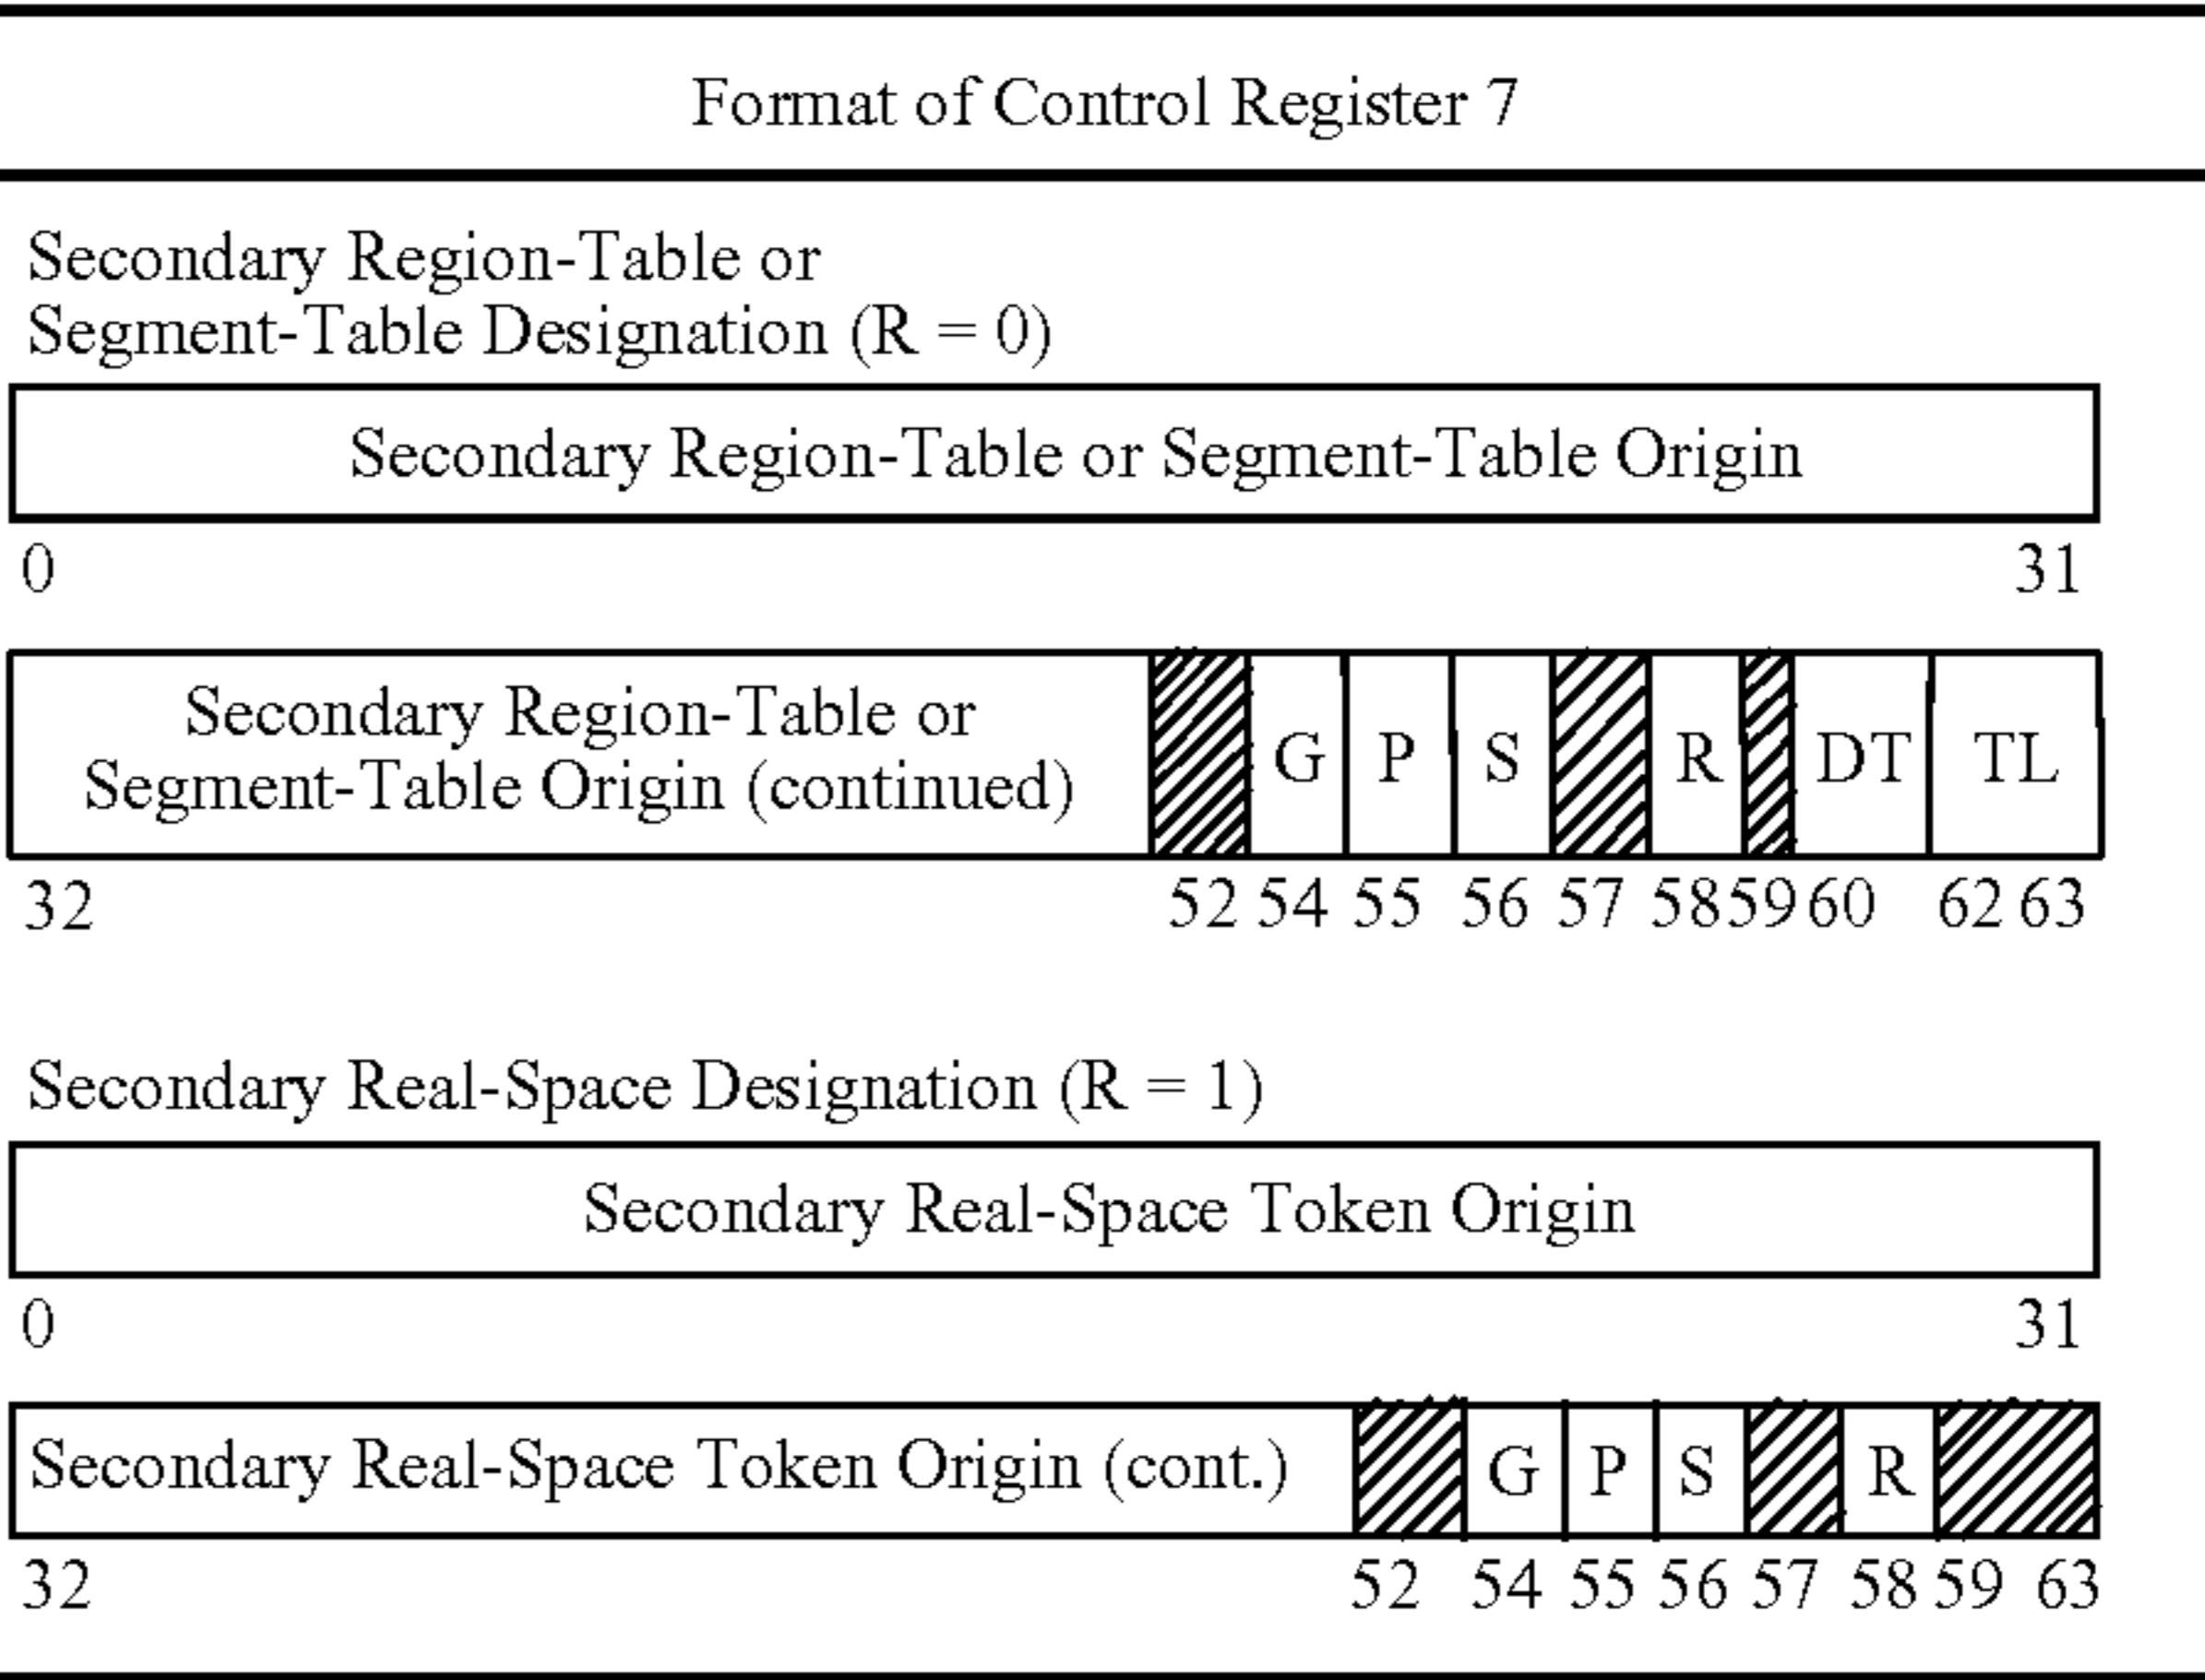 Format of Control Register 7
Secondary Region-Table or
Segment-Table Designation (R = 0)
Secondary Region-Table or Segment-Table Origin
0 31
Secondary Region-Table or
Segment-Table Origin (continued)
G P S R DT TL
32 52 54 55 56 57 58 59 60 62 63
Secondary Real-Space Designation (R = 1)
Secondary Real-Space Token Origin
0 31
Secondary Real-Space Token Origin (cont.) G P S R
32 52 54 55 56 57 58 59 63